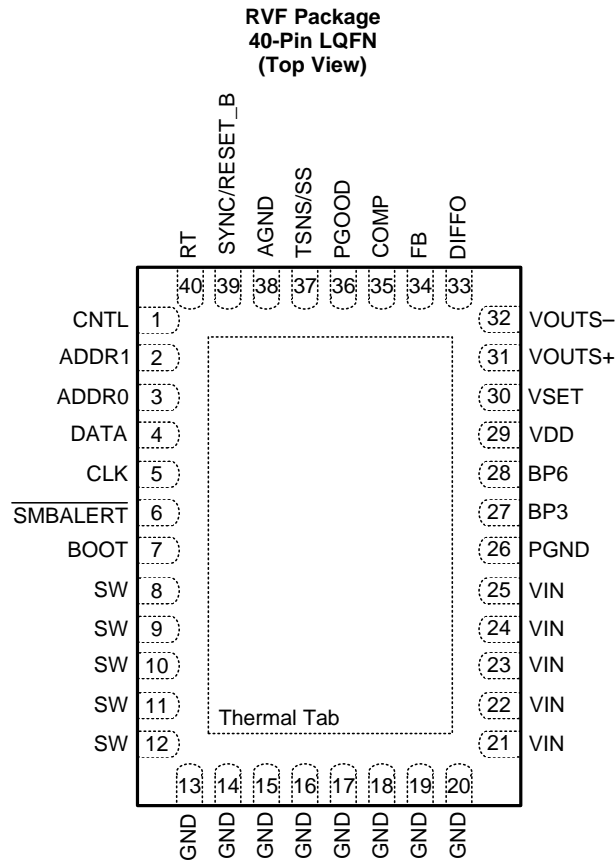 RVF Package
40-Pin LQFN
(Top View)
RT
SYNC/RESET_B
AGND
TSNS/SS
PGOOD
COMP
FB
DIFFO
40 39 38 37 36 35 34 33
CNTL 1
ADDR1 2
ADDR0 3
DATA 4
CLK 5
SMBALERT 6
BOOT 7
SW 8
SW 9
SW 10
SW 11
SW 12
32 VOUTS–
31 VOUTS+
30 VSET
29 VDD
28 BP6
27 BP3
26 PGND
25 VIN
24 VIN
23 VIN
22 VIN
21 VIN
Thermal Tab
13 14 15 16 17 18 19 20
GND
GND
GND
GND
GND
GND
GND
GND